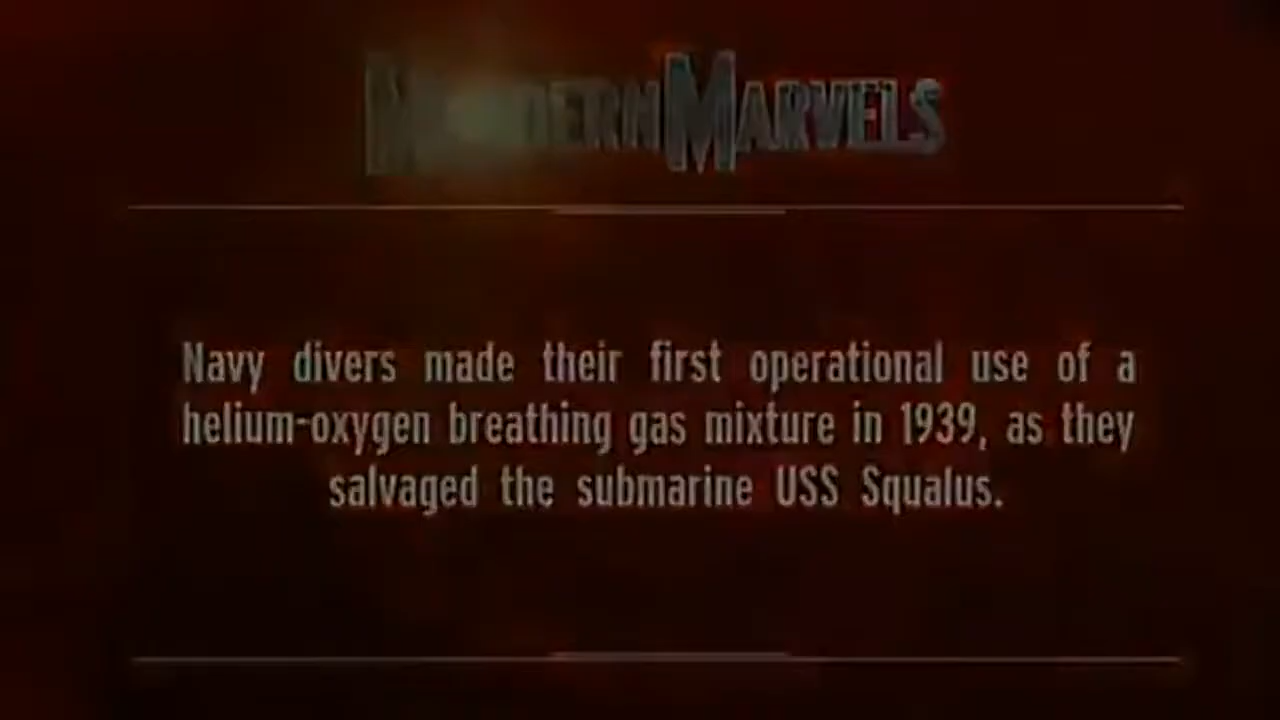 MODERN MARVELS
Navy divers made their first operational use of a
helium-oxygen breathing gas mixture in 1939, as they
salvaged the submarine USS Squalus.